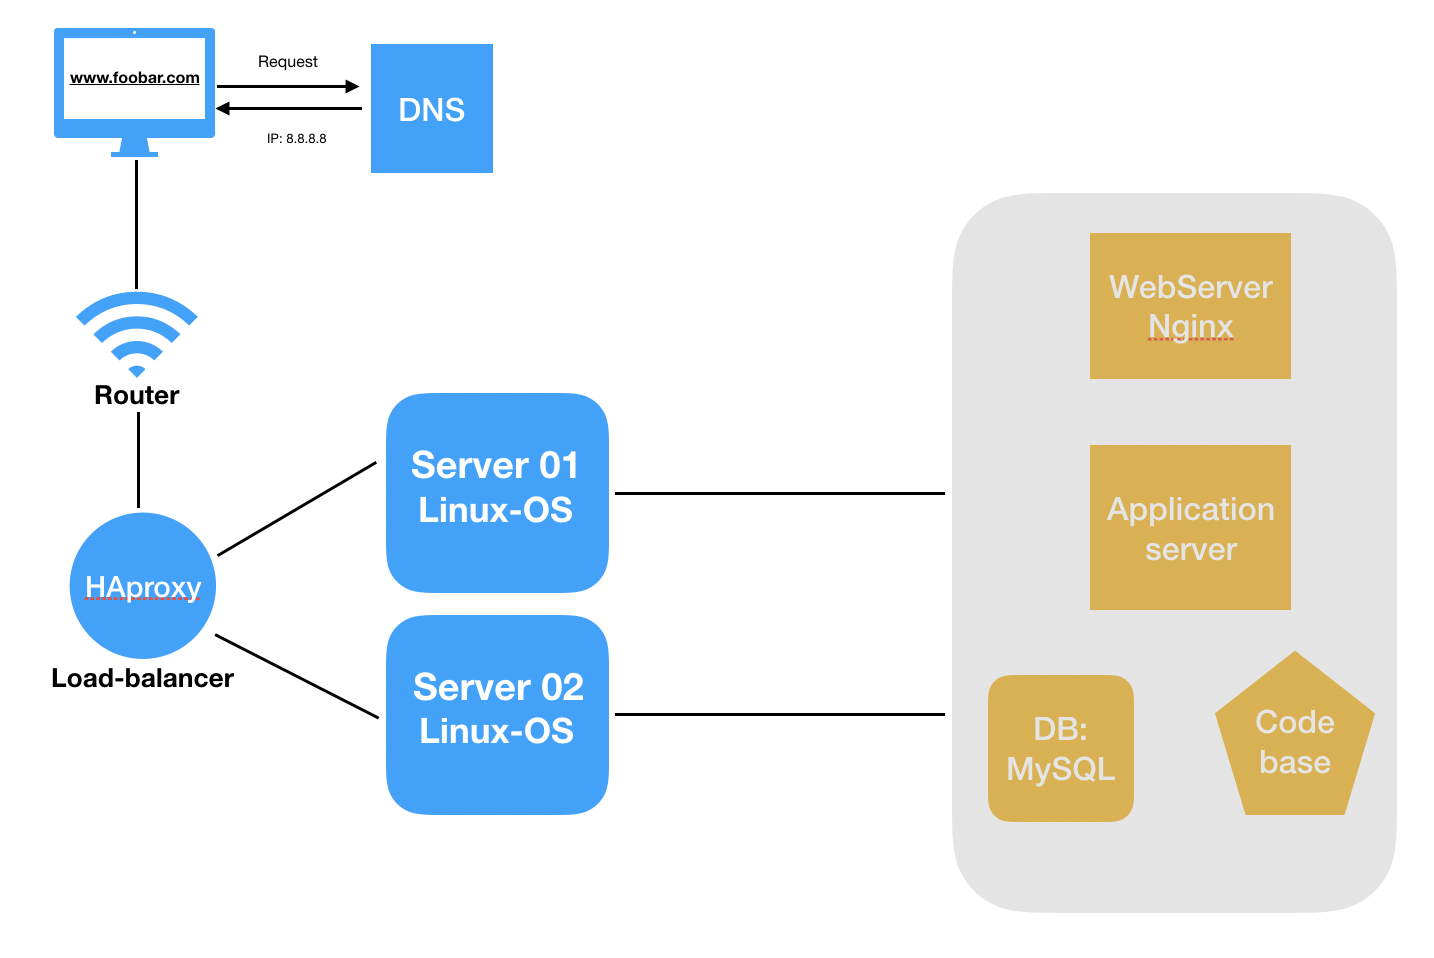 www.foobar.com
Request
DNS
IP: 8.8.8.8
Router
HAproxy
Load-balancer
Server 01
Linux-OS
Server 02
Linux-OS
WebServer
Nginx
Application
server
DB:
MySQL
Code
base